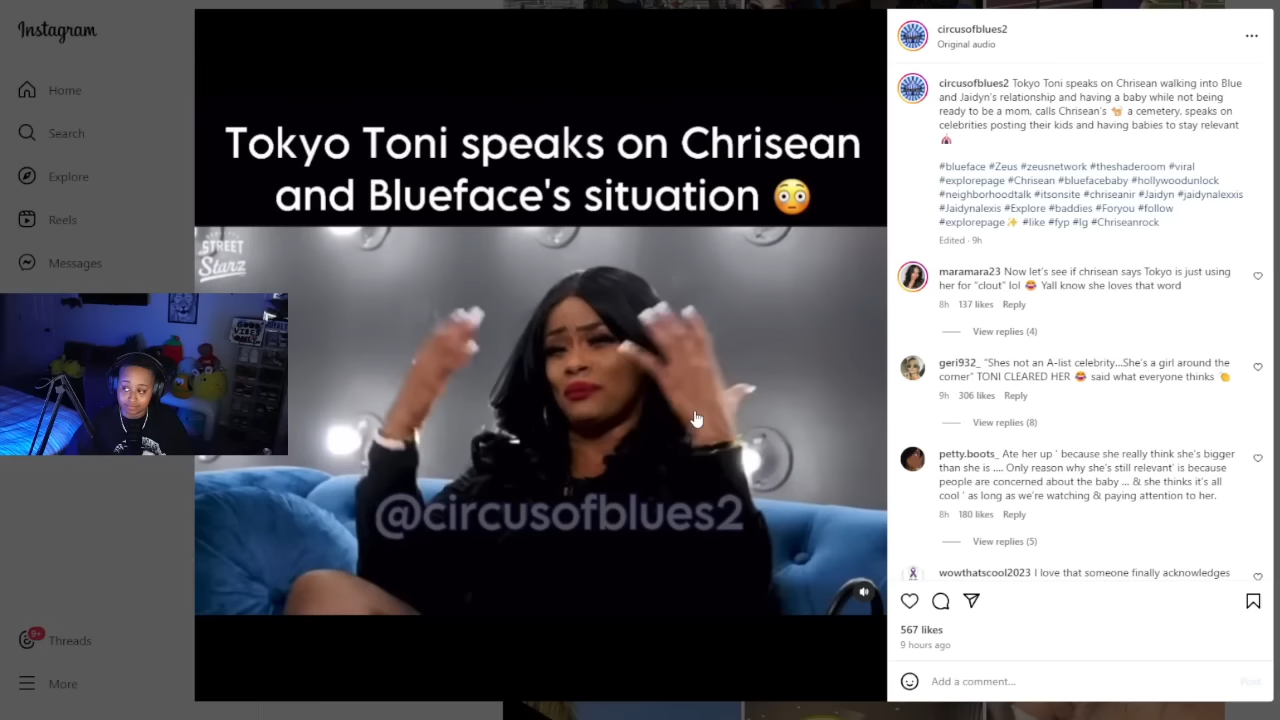 Instagram
Home
Search
Explore
Reels
Messages
Threads
9+
More
Tokyo Toni speaks on Chrisean
and Blueface's situation 😳
STREET
Starz
@circusofblues2
GOOD
VIBES
ONLY
circusofblues2
Original audio
circusofblues2 Tokyo Toni speaks on Chrisean walking into Blue
and Jaidyn's relationship and having a baby while not being
ready to be a mom, calls Chrisean's 🐈 a cemetery, speaks on
celebrities posting their kids and having babies to stay relevant
🎪
#blueface #Zeus #zeusnetwork #theshaderoom #viral
#explorepage #Chrisean #bluefacebaby #hollywoodunlock
#neighborhoodtalk #itsonsite #chriseanjr #Jaidyn #jaidynalexxis
#Jaidynalexis #Explore #baddies #Foryou #follow
#explorepage✨ #like #fyp #Ig #Chriseanrock
Edited · 9h
maramara23 Now let's see if chrisean says Tokyo is just using
her for "clout" lol 😂 Yall know she loves that word
8h 137 likes Reply
View replies (4)
geri932_ "Shes not an A-list celebrity...She's a girl around the
corner" TONI CLEARED HER 😂 said what everyone thinks 👏
9h 306 likes Reply
View replies (8)
petty.boots_ Ate her up ' because she really think she's bigger
than she is .... Only reason why she's still relevant' is because
people are concerned about the baby ... & she thinks it's all
cool ' as long as we're watching & paying attention to her.
8h 180 likes Reply
View replies (5)
wowthatscool2023 I love that someone finally acknowledges
567 likes
9 hours ago
Add a comment...
Post